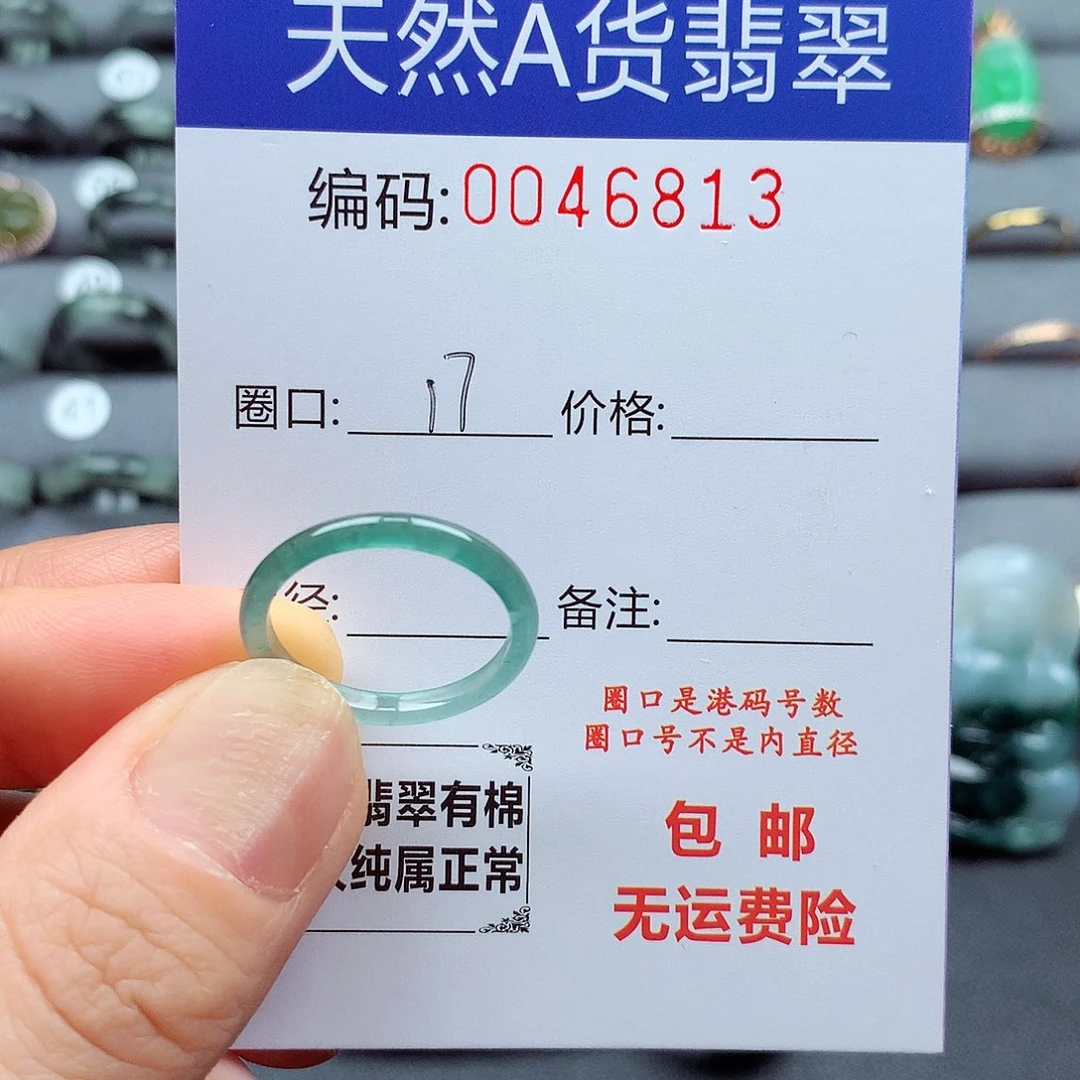 天然A货翡翠
编码:0046813
圈口: 17 价格:
径: 备注:
圈口是港码号数
圈口号不是内直径
翡翠有棉
纯属正常
包 邮
无运费险
41